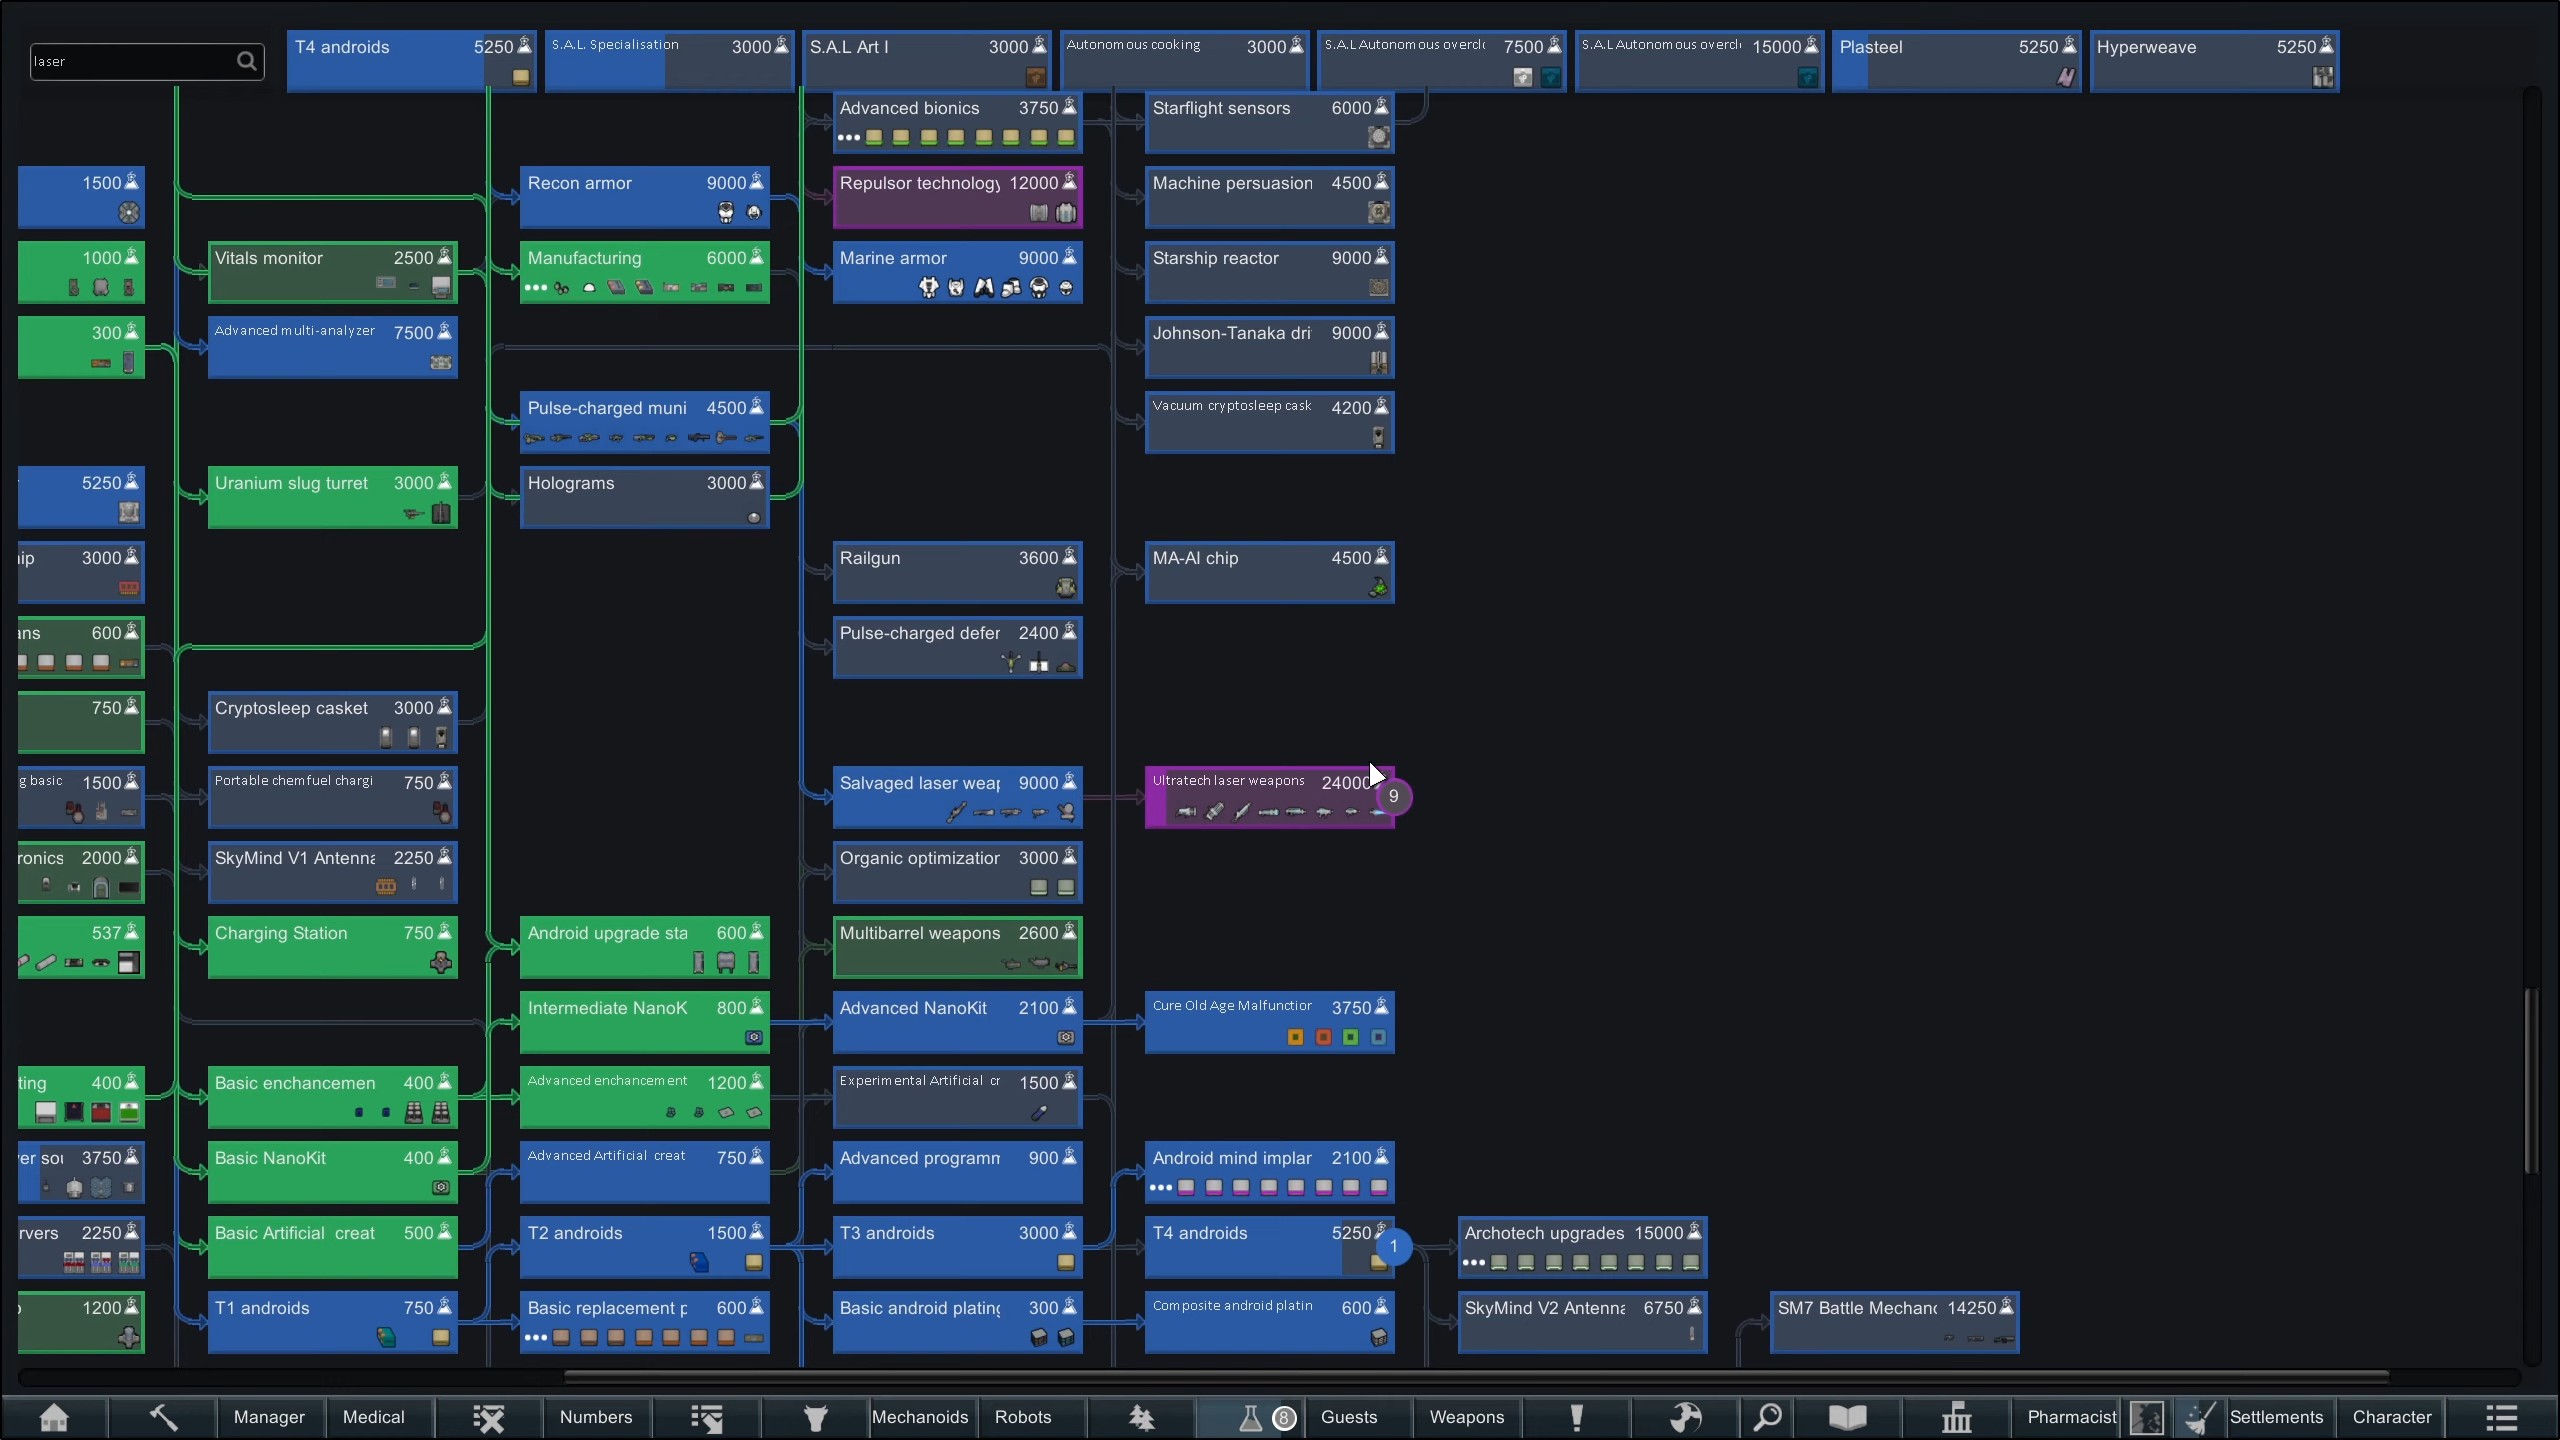 laser
T4 androids 5250
S.A.L. Specialisation 3000
S.A.L Art I 3000
Autonomous cooking 3000
S.A.L Autonomous overcl 7500
S.A.L Autonomous overcl 15000
Plasteel 5250
Hyperweave 5250
Advanced bionics 3750
Starflight sensors 6000
1500
Recon armor 9000
Repulsor technology 12000
Machine persuasion 4500
1000
Vitals monitor 2500
Manufacturing 6000
Marine armor 9000
Starship reactor 9000
300
Advanced multi-analyzer 7500
Johnson-Tanaka dri 9000
Pulse-charged muni 4500
Vacuum cryptosleep cask 4200
5250
Uranium slug turret 3000
Holograms 3000
ip 3000
Railgun 3600
MA-AI chip 4500
ans 600
Pulse-charged defer 2400
750
Cryptosleep casket 3000
g basic 1500
Portable chemfuel chargi 750
Salvaged laser weap 9000
Ultratech laser weapons 24000
9
ronics 2000
SkyMind V1 Antenna 2250
Organic optimization 3000
537
Charging Station 750
Android upgrade sta 600
Multibarrel weapons 2600
Intermediate NanoK 800
Advanced NanoKit 2100
Cure Old Age Malfunction 3750
ting 400
Basic enchancemen 400
Advanced enchancement 1200
Experimental Artificial cr 1500
er sou 3750
Basic NanoKit 400
Advanced Artificial creat 750
Advanced programm 900
Android mind implar 2100
rvers 2250
Basic Artificial creat 500
T2 androids 1500
T3 androids 3000
T4 androids 5250
1
Archotech upgrades 15000
1200
T1 androids 750
Basic replacement p 600
Basic android plating 300
Composite android platin 600
SkyMind V2 Antenna 6750
SM7 Battle Mechano 14250
Manager
Medical
Numbers
Mechanoids
Robots
8
Guests
Weapons
Pharmacist
Settlements
Character